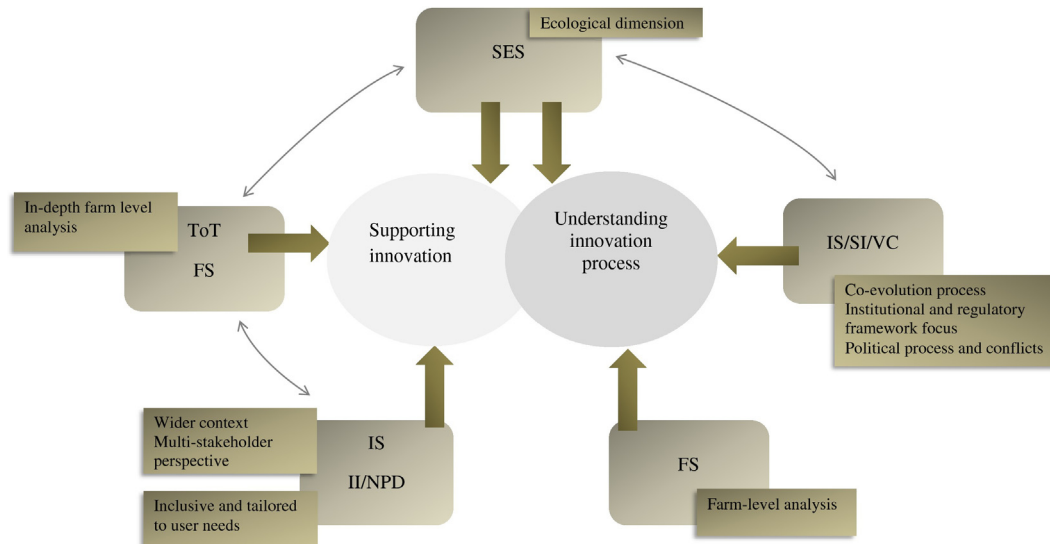 Ecological dimension
SES
In-depth farm level
analysis
ToT
FS
Supporting
innovation
Understanding
innovation
process
IS/SI/VC
Co-evolution process
Institutional and regulatory
framework focus
Political process and conflicts
Wider context
Multi-stakeholder
perspective
IS
II/NPD
Inclusive and tailored
to user needs
FS
Farm-level analysis